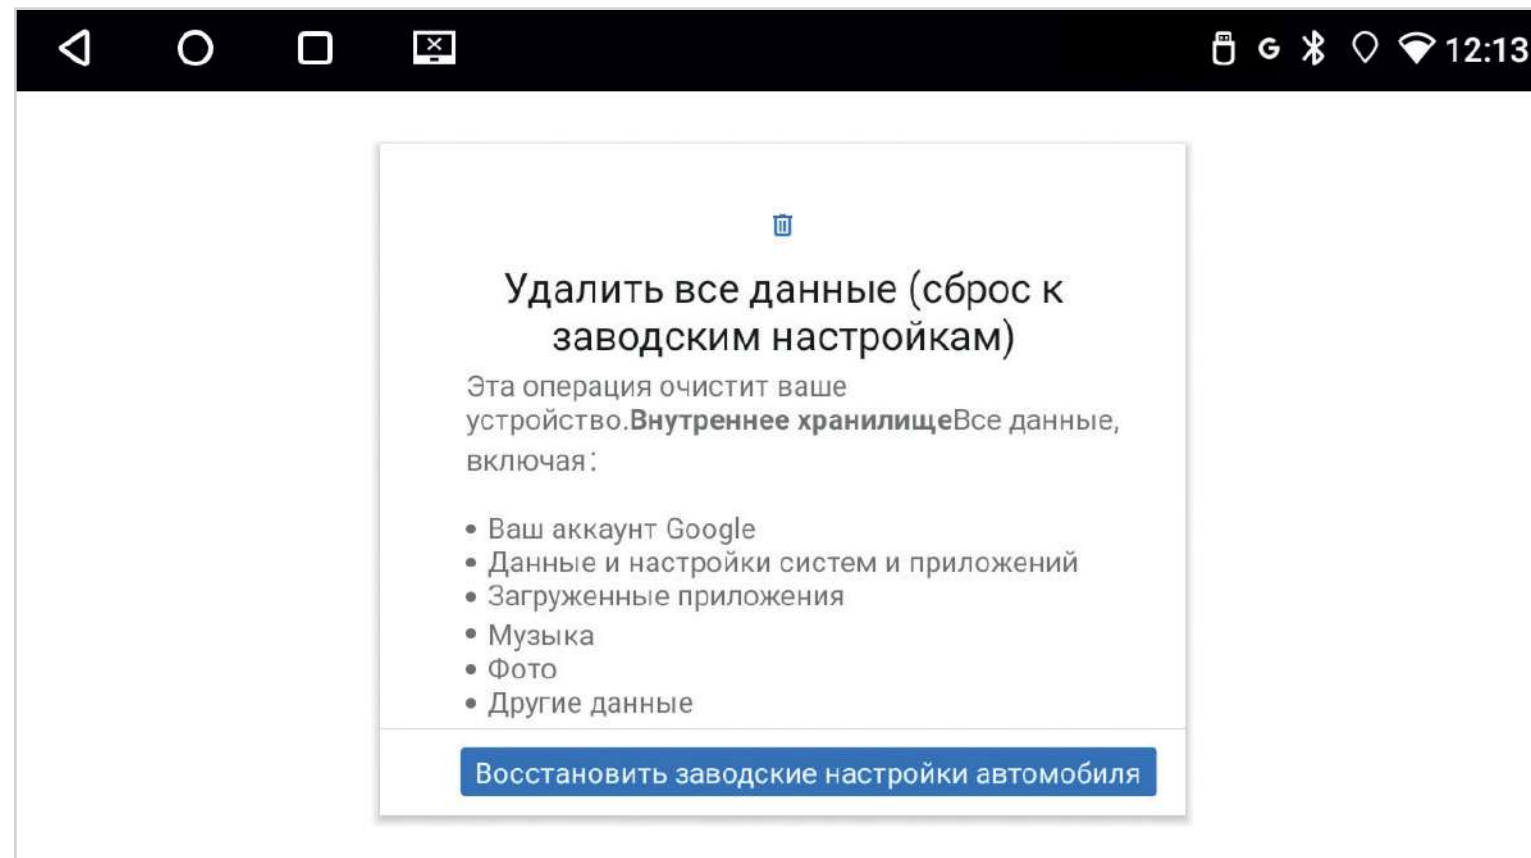 G 12:13
Удалить все данные (сброс к
заводским настройкам)
Эта операция очистит ваше
устройство.Внутреннее хранилищеВсе данные,
включая:
• Ваш аккаунт Google
• Данные и настройки систем и приложений
• Загруженные приложения
• Музыка
• Фото
• Другие данные
Восстановить заводские настройки автомобиля